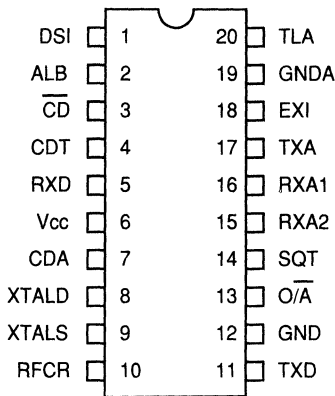 DSI 1 20 TLA
ALB 2 19 GNDA
C̅D̅ 3 18 EXI
CDT 4 17 TXA
RXD 5 16 RXA1
Vcc 6 15 RXA2
CDA 7 14 SQT
XTALD 8 13 O/A̅
XTALS 9 12 GND
RFCR 10 11 TXD